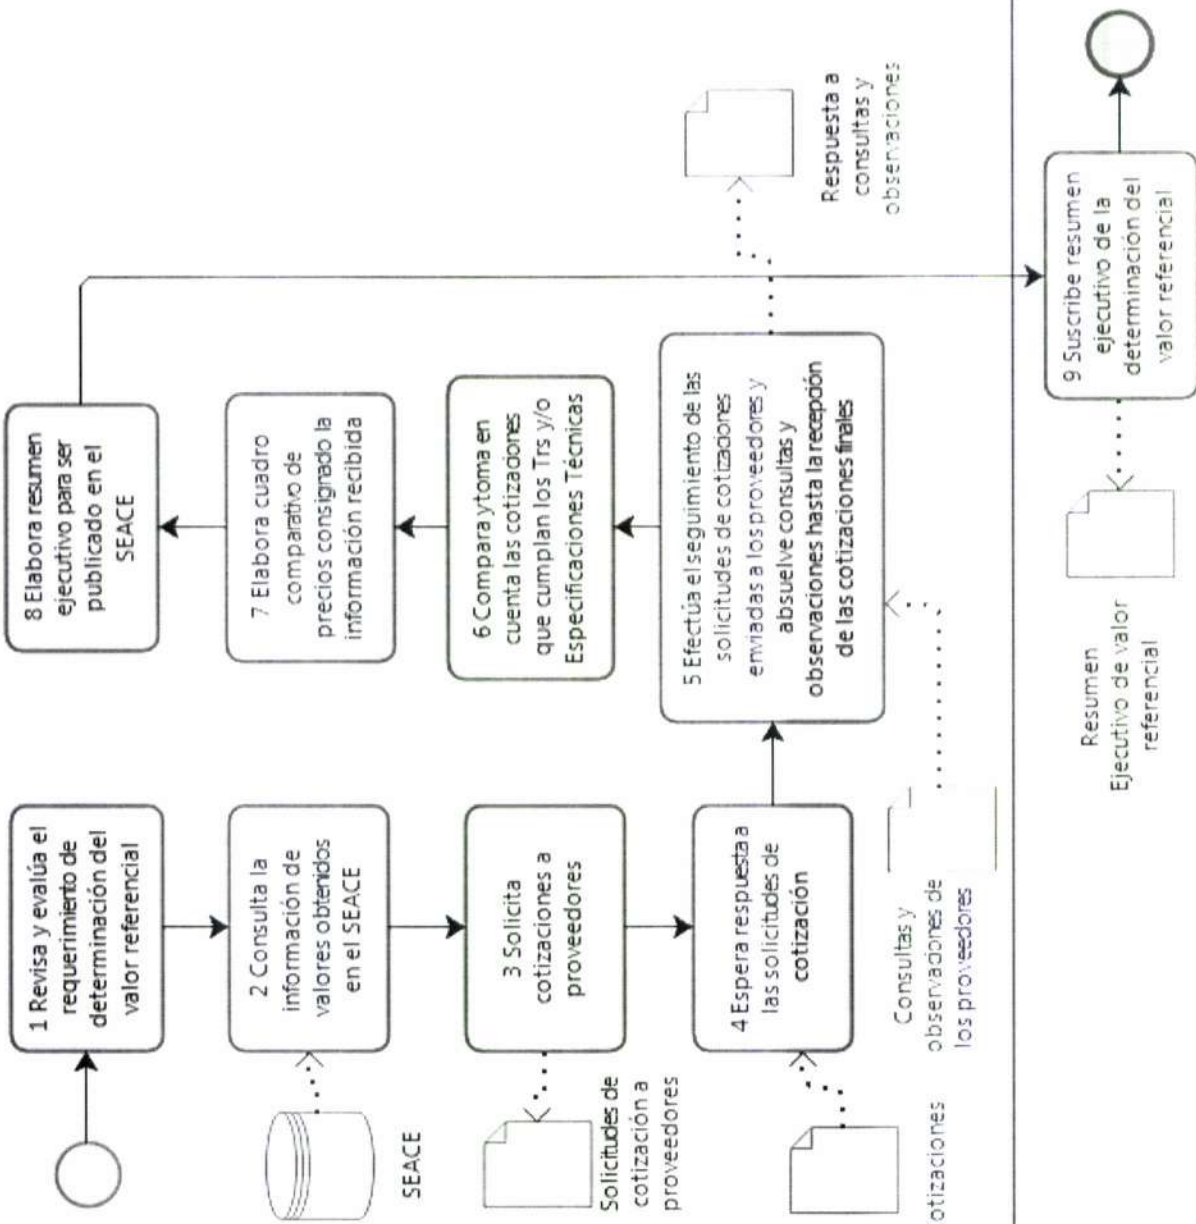 1 Revisa y evalúa el
requerimiento de
determinación del
valor referencial
2 Consulta la
información de
valores obtenidos
en el SEACE
SEACE
3 Solicita
cotizaciones a
proveedores
Solicitudes de
cotización a
proveedores
4 Espera respuesta a
las solicitudes de
cotización
otizaciones
Consultas y
observaciones de
los proveedores
5 Efectúa el seguimiento de las
solicitudes de cotizaciones
enviadas a los proveedores y
absuelve consultas y
observaciones hasta la recepción
de las cotizaciones finales
Respuesta a
consultas y
observaciones
6 Compara y toma en
cuenta las cotizaciones
que cumplan los Trs y/o
Especificaciones Técnicas
7 Elabora cuadro
comparativo de
precios consignado la
información recibida
8 Elabora resumen
ejecutivo para ser
publicado en el
SEACE
9 Suscribe resumen
ejecutivo de la
determinación del
valor referencial
Resumen
Ejecutivo de valor
referencial